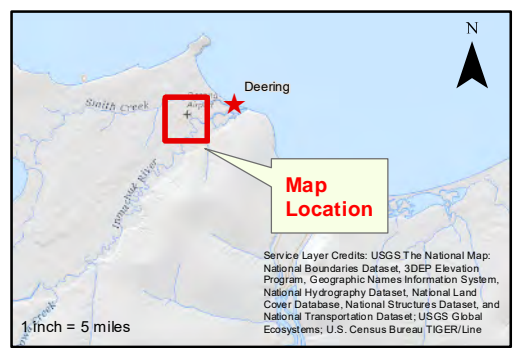 N
Deering
Smith Creek
Inmachuk River
Map
Location
Service Layer Credits: USGS The National Map:
National Boundaries Dataset, 3DEP Elevation
Program, Geographic Names Information System,
National Hydrography Dataset, National Land
Cover Database, National Structures Dataset, and
National Transportation Dataset; USGS Global
Ecosystems; U.S. Census Bureau TIGER/Line
Creek
1 inch = 5 miles